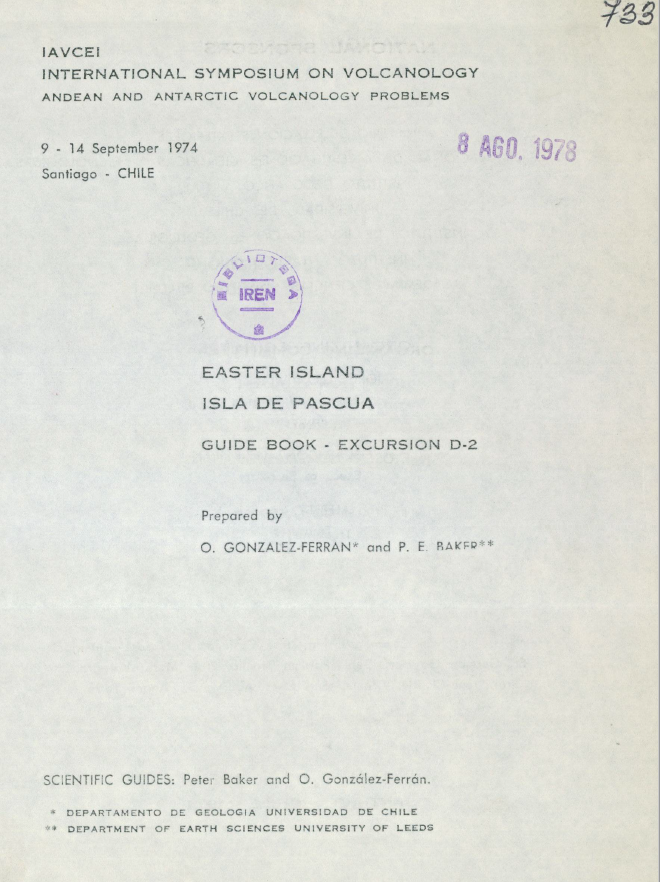 733
IAVCEI
INTERNATIONAL SYMPOSIUM ON VOLCANOLOGY
ANDEAN AND ANTARCTIC VOLCANOLOGY PROBLEMS
9 - 14 September 1974
8 AGO. 1978
Santiago - CHILE
BIBLIOTECA
IREN
EASTER ISLAND
ISLA DE PASCUA
GUIDE BOOK - EXCURSION D-2
Prepared by
O. GONZALEZ-FERRAN* and P. E. BAKER**
SCIENTIFIC GUIDES: Peter Baker and O. González-Ferrán.
* DEPARTAMENTO DE GEOLOGIA UNIVERSIDAD DE CHILE
** DEPARTMENT OF EARTH SCIENCES UNIVERSITY OF LEEDS